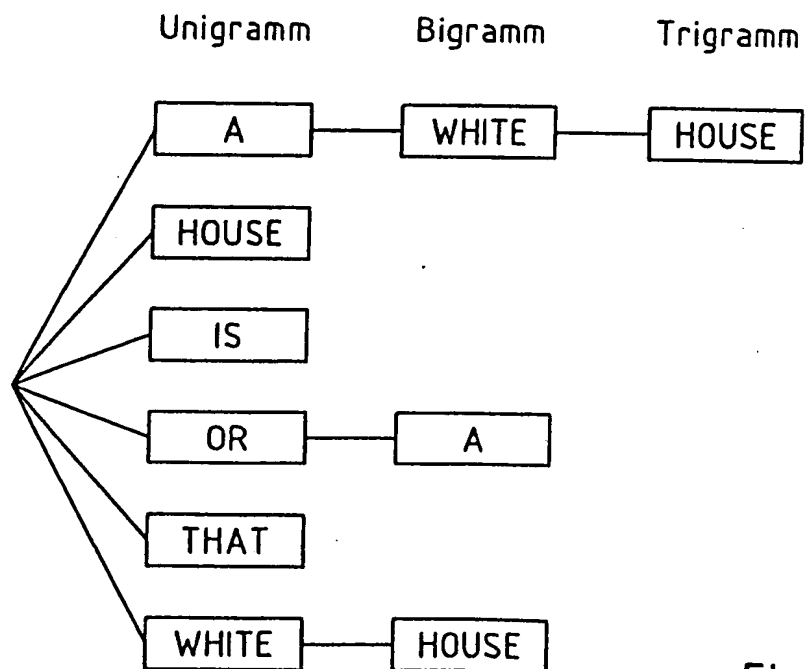 Unigramm Bigramm Trigramm
A WHITE HOUSE
HOUSE
IS
OR A
THAT
WHITE HOUSE